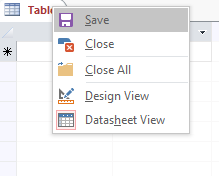 Table
Save
Close
Close All
Design View
Datasheet View